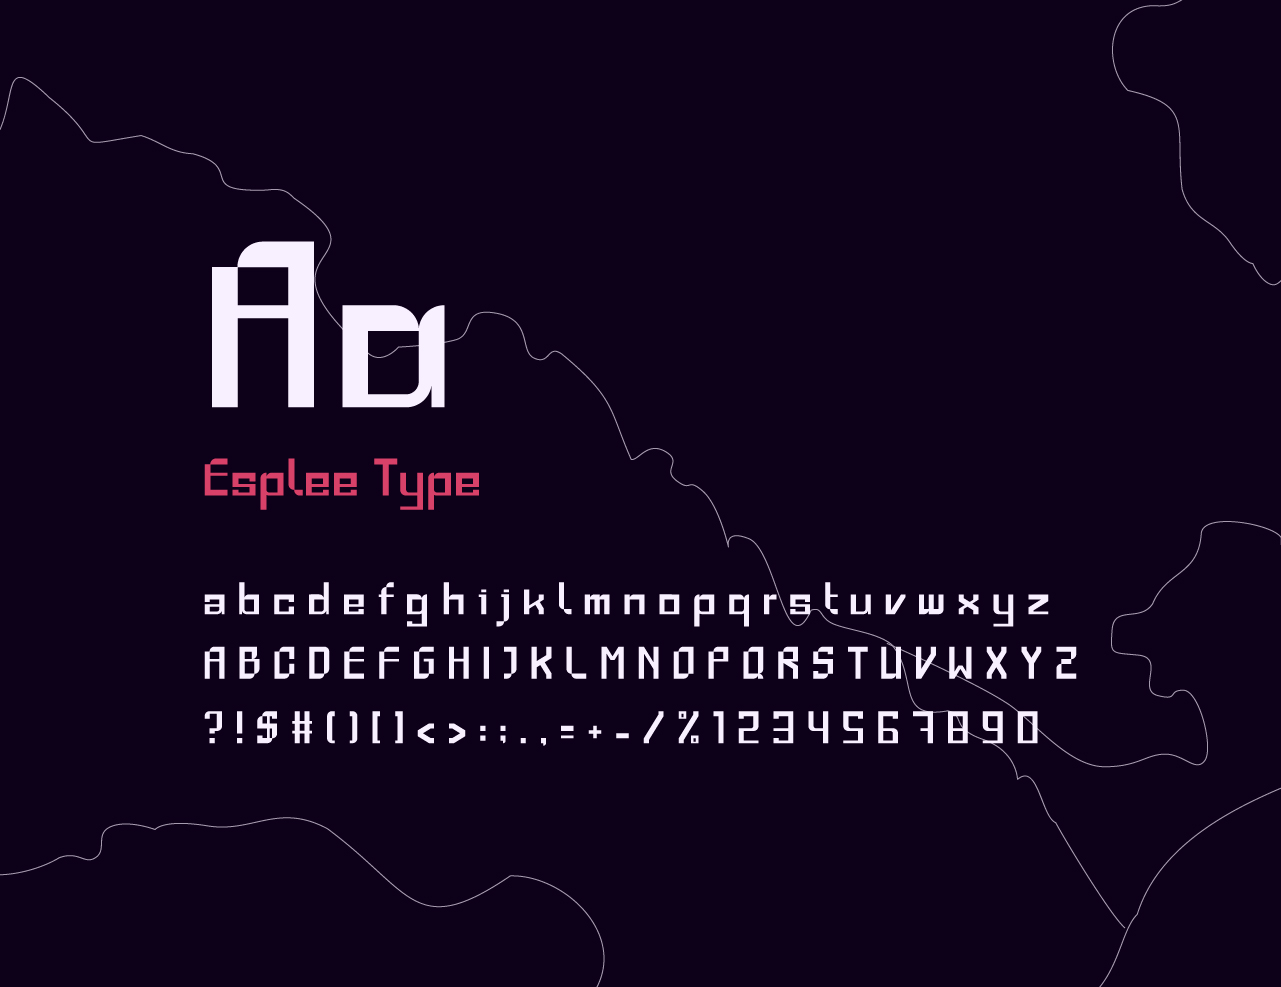 Aa
Esplee Type
a b c d e f g h i j k l m n o p q r s t u v w x y z
A B C D E F G H I J K L M N O P Q R S T U V W X Y Z
? ! $ # ( ) [ ] < > : ; . , = + - / % 1 2 3 4 5 6 7 8 9 0